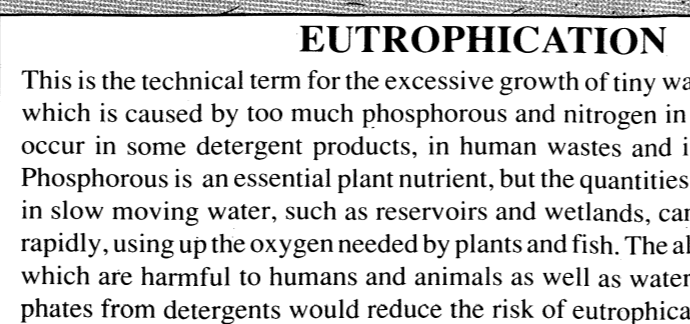 EUTROPHICATION
This is the technical term for the excessive growth of tiny wa
which is caused by too much phosphorous and nitrogen in
occur in some detergent products, in human wastes and i
Phosphorous is an essential plant nutrient, but the quantities
in slow moving water, such as reservoirs and wetlands, can
rapidly, using up the oxygen needed by plants and fish. The al
which are harmful to humans and animals as well as water
phates from detergents would reduce the risk of eutrophica